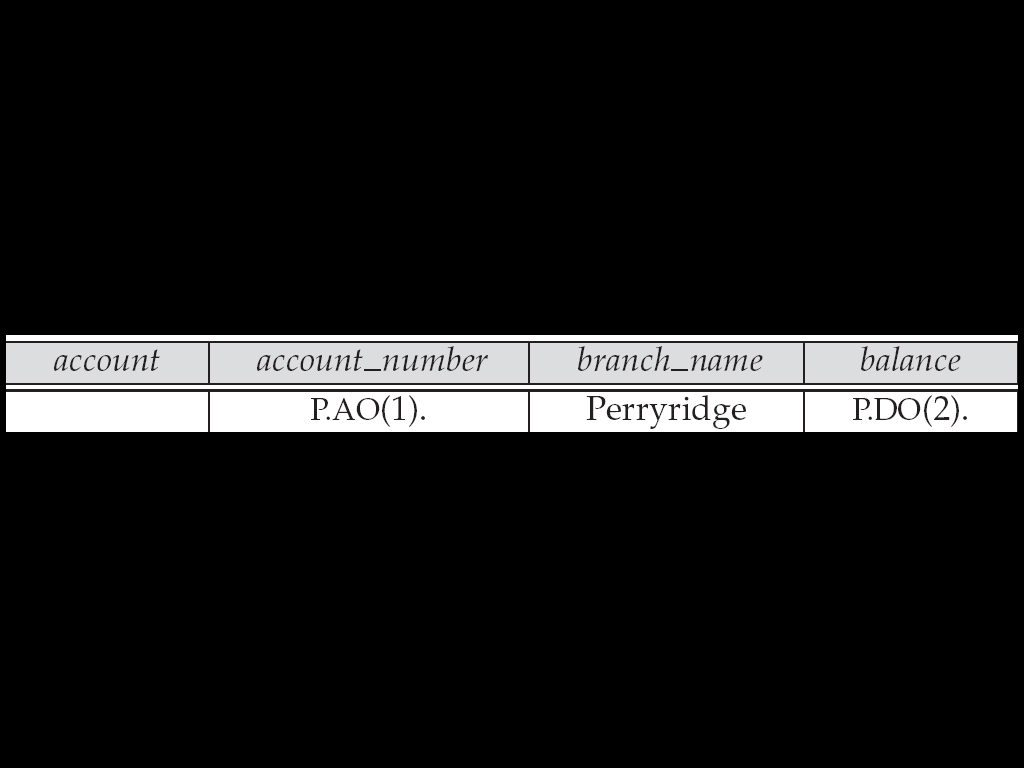 account account_number branch_name balance
P.AO(1). Perryridge P.DO(2).